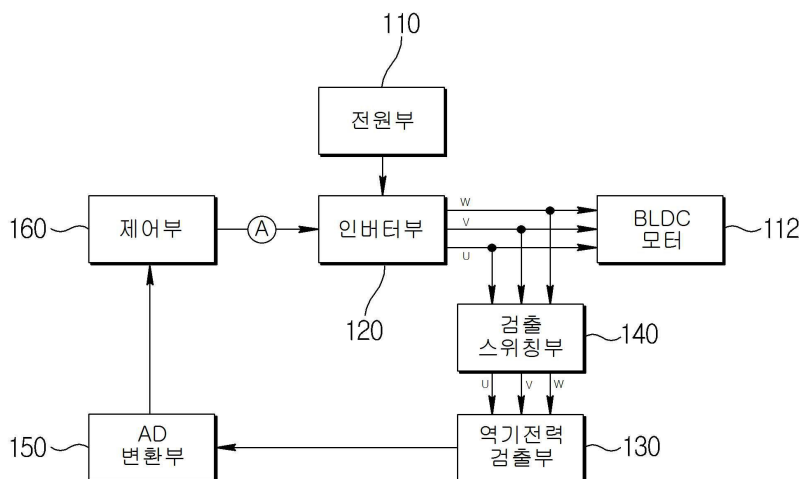 110
전원부
160
제어부
A
인버터부
W
V
U
BLDC
모터
112
120
검출
스위칭부
140
U
V
W
150
AD
변환부
역기전력
검출부
130